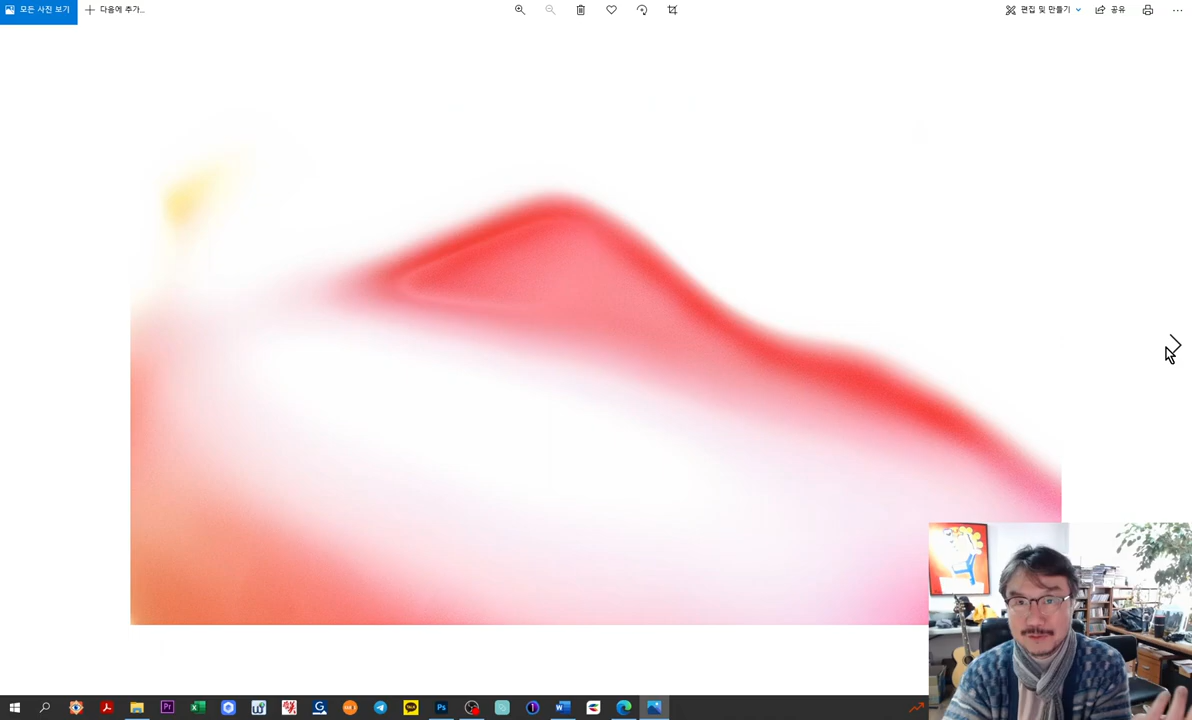 모든 사진 보기
다음에 추가...
편집 및 만들기
공유